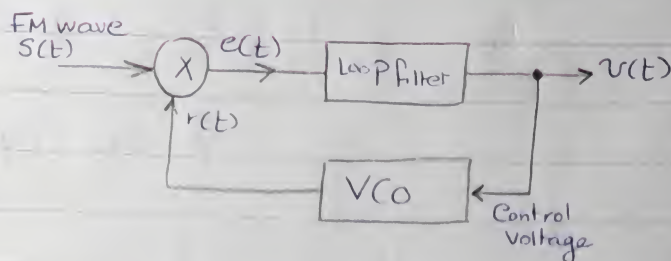 FM wave
S(t)
X
e(t)
Loop filter
v(t)
r(t)
VCO
Control
voltage